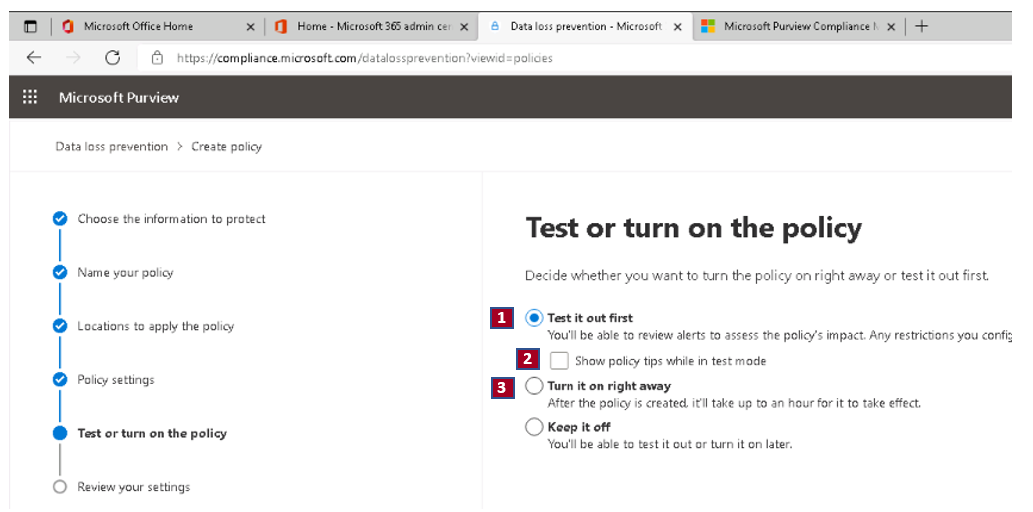 Microsoft Office Home
Home - Microsoft 365 admin cen
Data loss prevention - Microsoft
Microsoft Purview Compliance M
https://compliance.microsoft.com/datalossprevention?viewid=policies
Microsoft Purview
Data loss prevention > Create policy
Choose the information to protect
Name your policy
Locations to apply the policy
Policy settings
Test or turn on the policy
Review your settings
Test or turn on the policy
Decide whether you want to turn the policy on right away or test it out first.
1 Test it out first
You'll be able to review alerts to assess the policy's impact. Any restrictions you config
2 Show policy tips while in test mode
3 Turn it on right away
After the policy is created, it'll take up to an hour for it to take effect.
Keep it off
You'll be able to test it out or turn it on later.